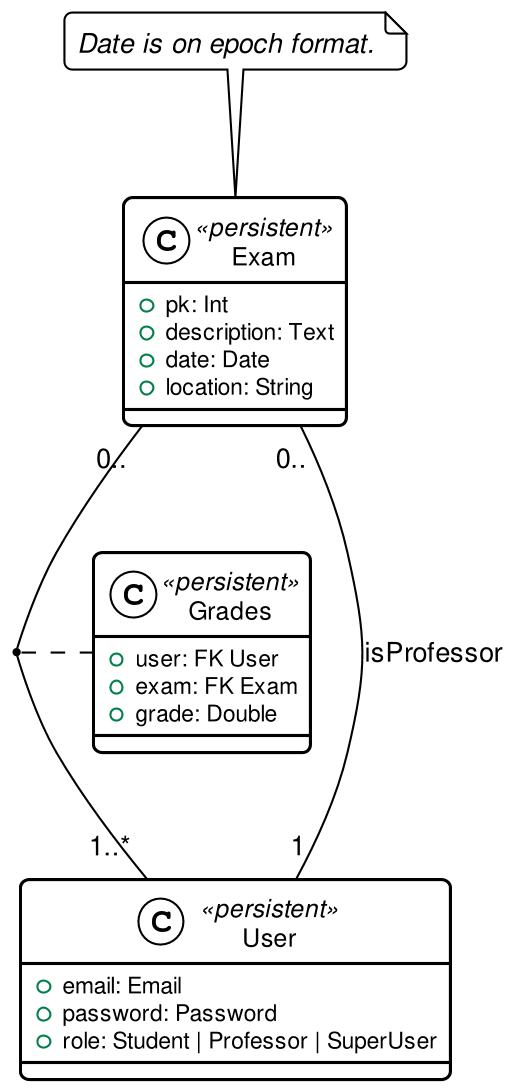 Date is on epoch format.
C
«persistent»
Exam
pk: Int
description: Text
date: Date
location: String
0..
0..
C
«persistent»
Grades
user: FK User
exam: FK Exam
grade: Double
isProfessor
1..*
1
C
«persistent»
User
email: Email
password: Password
role: Student | Professor | SuperUser